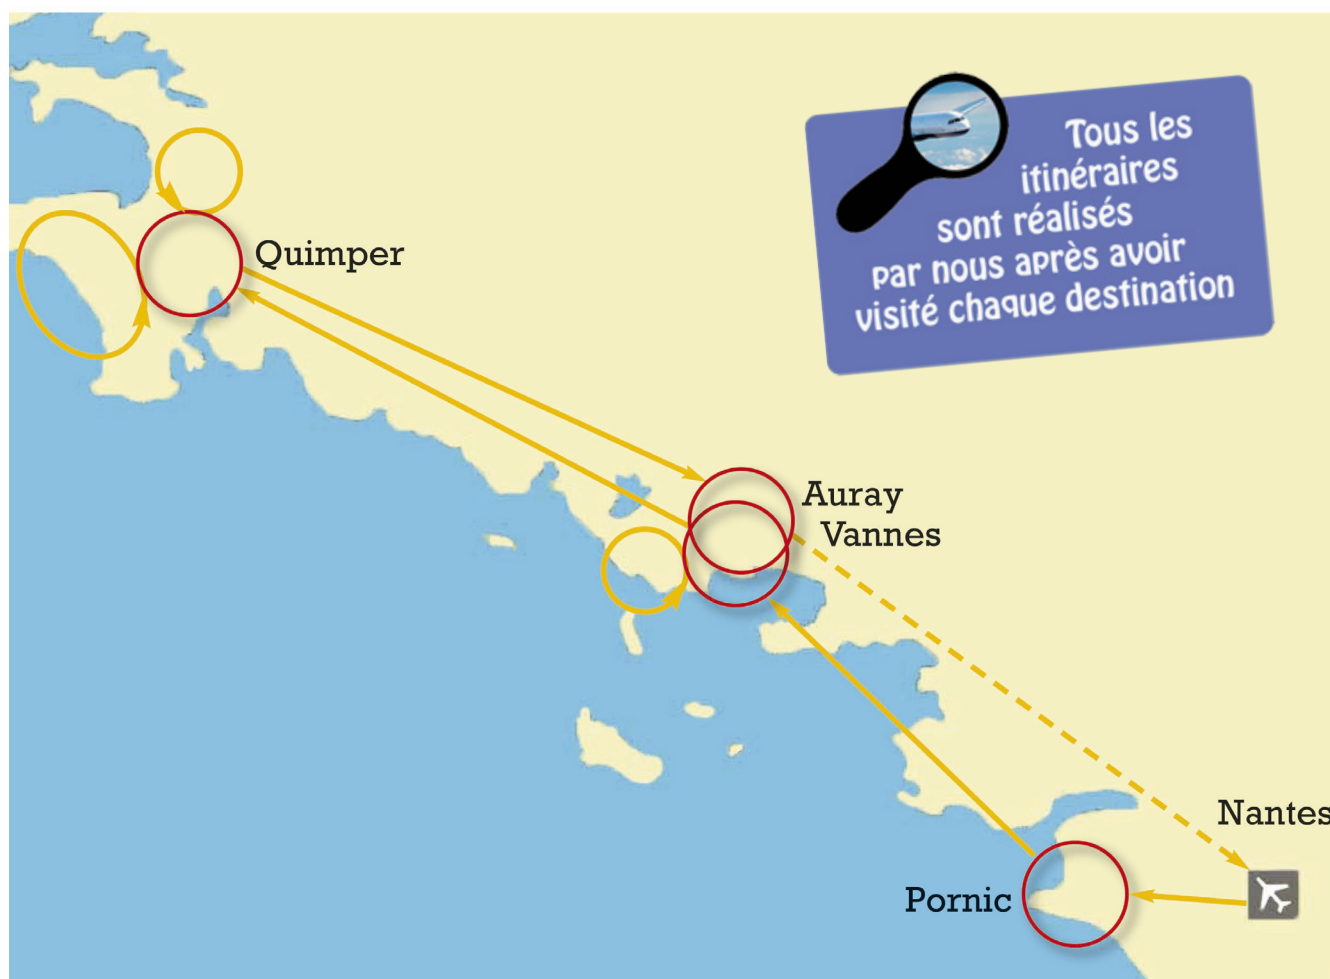 Tous les
itinéraires
sont réalisés
par nous après avoir
visité chaque destination
Quimper
Auray
Vannes
Nantes
Pornic